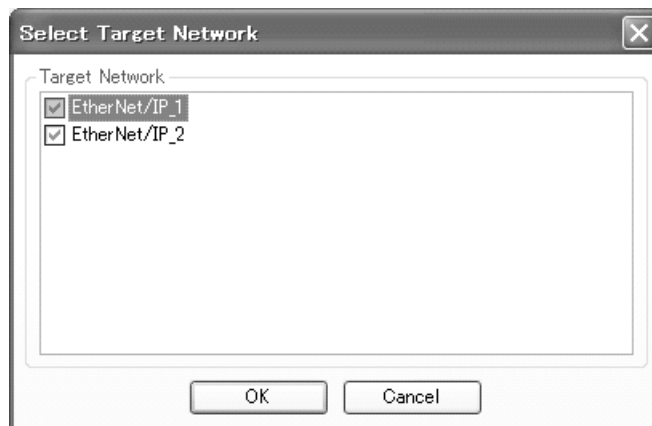 Select Target Network
Target Network
EtherNet/IP_1
EtherNet/IP_2
OK
Cancel